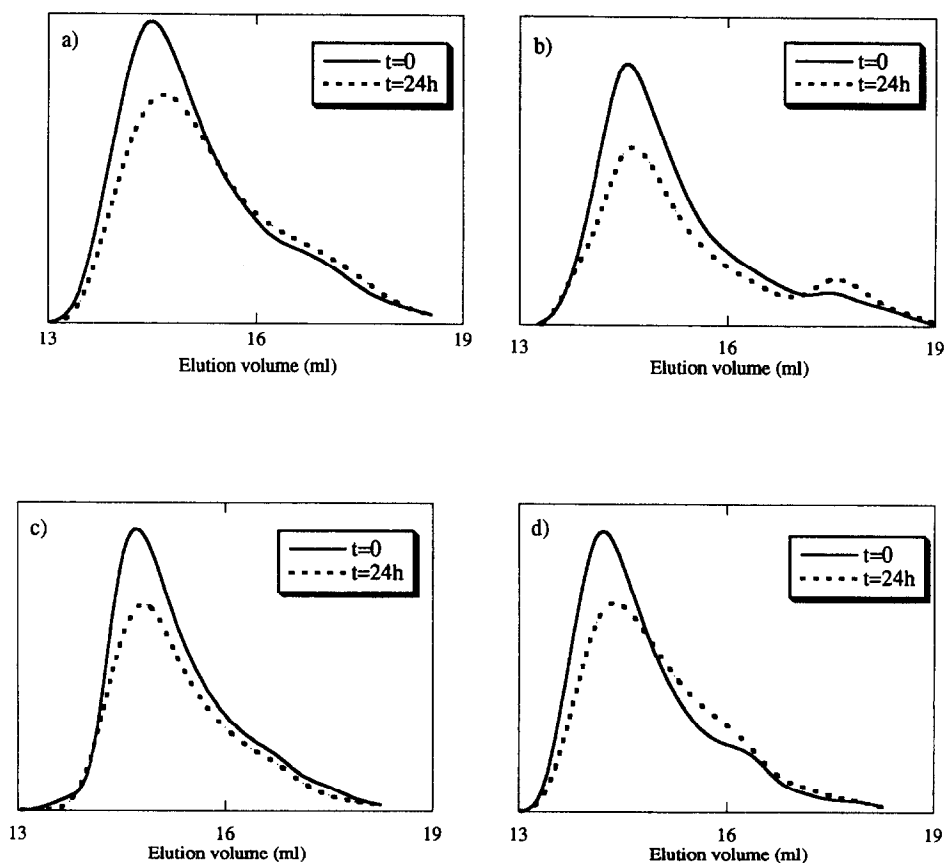 a)
t=0
t=24h
13
16
19
Elution volume (ml)
b)
t=0
t=24h
13
16
19
Elution volume (ml)
c)
t=0
t=24h
13
16
19
Elution volume (ml)
d)
t=0
t=24h
13
16
19
Elution volume (ml)